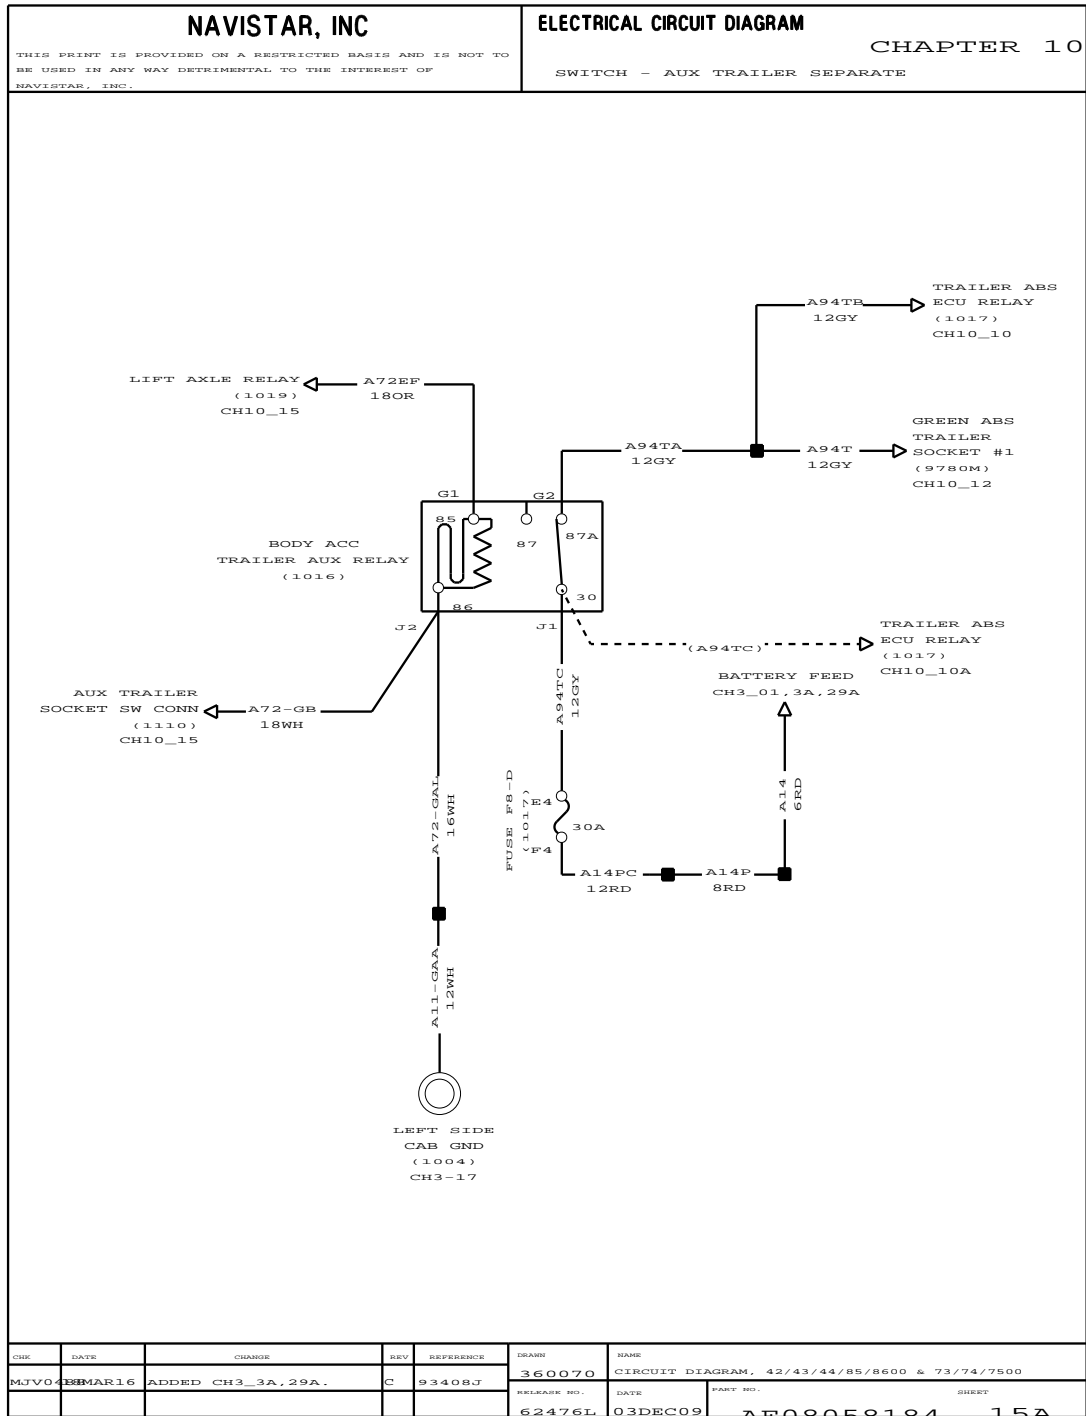 NAVISTAR, INC
THIS PRINT IS PROVIDED ON A RESTRICTED BASIS AND IS NOT TO
BE USED IN ANY WAY DETRIMENTAL TO THE INTEREST OF
NAVISTAR, INC.
ELECTRICAL CIRCUIT DIAGRAM
CHAPTER 10
SWITCH - AUX TRAILER SEPARATE
A94TB
12GY
TRAILER ABS
ECU RELAY
(1017)
CH10_10
LIFT AXLE RELAY
(1019)
CH10_15
A72EF
18OR
A94TA
12GY
A94T
12GY
GREEN ABS
TRAILER
SOCKET #1
(9780M)
CH10_12
G1
G2
85
87
87A
BODY ACC
TRAILER AUX RELAY
(1016)
30
86
J2
J1
(A94TC)
TRAILER ABS
ECU RELAY
(1017)
CH10_10A
A94TC
12GY
BATTERY FEED
CH3_01,3A,29A
AUX TRAILER
SOCKET SW CONN
(1110)
CH10_15
A72-GB
18WH
A72-GAL
16WH
FUSE F8-D
(1017)
E4
30A
F4
A14
6RD
A14PC
12RD
A14P
8RD
A11-GAA
12WH
LEFT SIDE
CAB GND
(1004)
CH3-17
CHK
DATE
CHANGE
REV
REFERENCE
DRAWN
NAME
ADDED CH3_3A,29A.
C
93408J
360070
CIRCUIT DIAGRAM, 42/43/44/85/8600 & 73/74/7500
RELEASE NO.
DATE
PART NO.
SHEET
62476L
03DEC09
AF08058184
15A